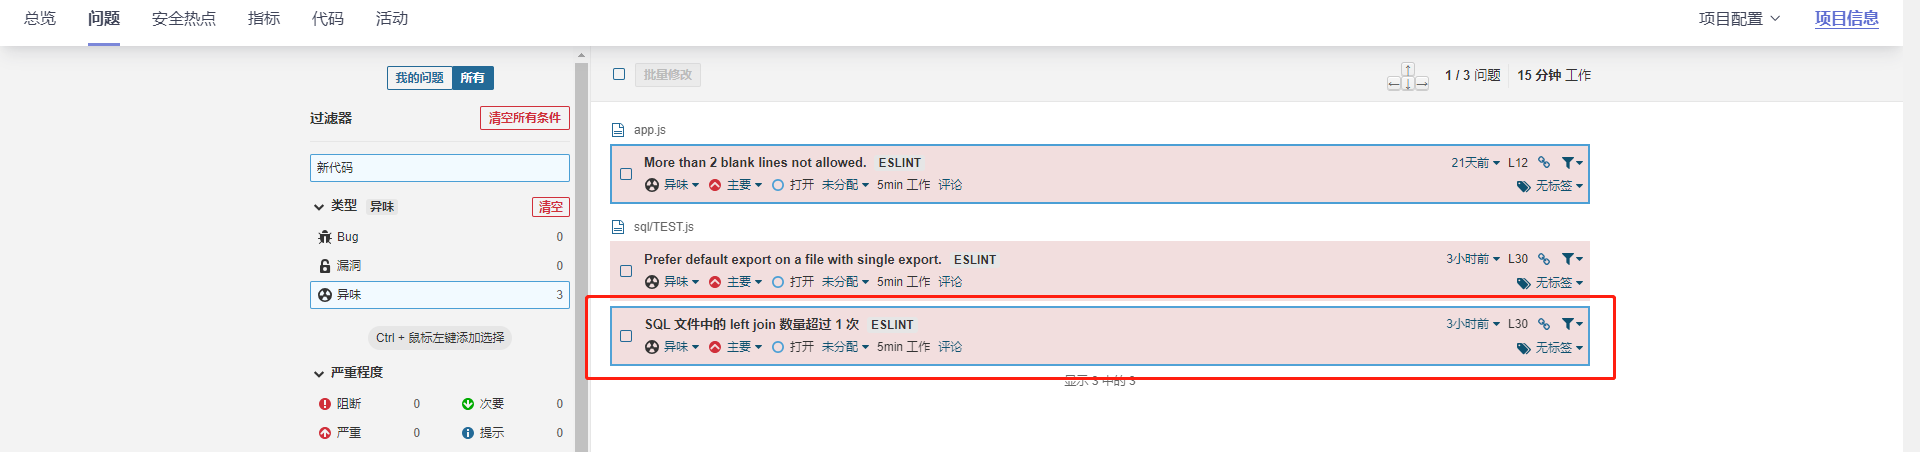 总览 问题 安全热点 指标 代码 活动 项目配置 项目信息
我的问题 所有
批量修改 1 / 3 问题 15 分钟 工作
过滤器 清空所有条件
新代码
类型 异味 清空
Bug 0
漏洞 0
异味 3
Ctrl + 鼠标左键添加选择
严重程度
阻断 0 次要 0
严重 0 提示 0
app.js
More than 2 blank lines not allowed. ESLINT 21天前 L12
异味 主要 打开 未分配 5min 工作 评论 无标签
sql/TEST.js
Prefer default export on a file with single export. ESLINT 3小时前 L30
异味 主要 打开 未分配 5min 工作 评论 无标签
SQL 文件中的 left join 数量超过 1 次 ESLINT 3小时前 L30
异味 主要 打开 未分配 5min 工作 评论 无标签
显示 3 中的 3